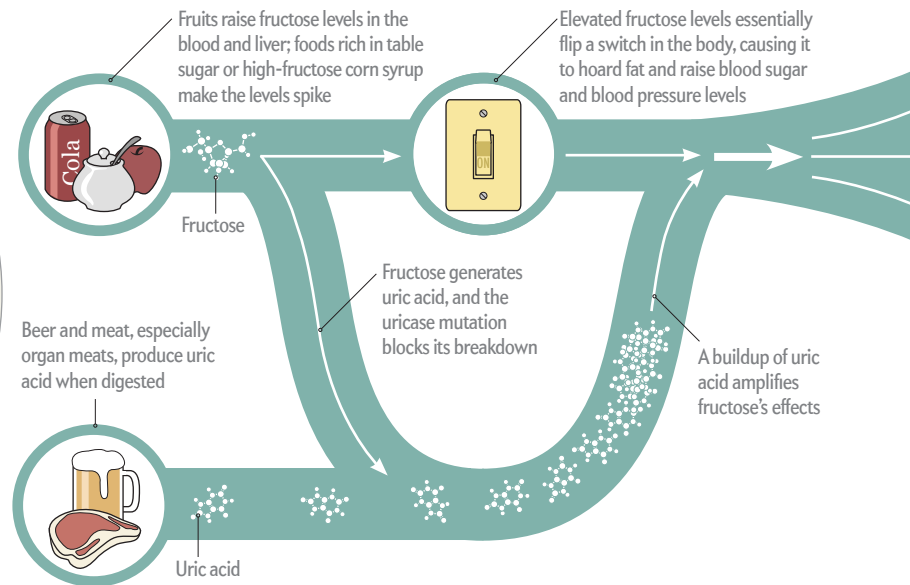 Fruits raise fructose levels in the
blood and liver; foods rich in table
sugar or high-fructose corn syrup
make the levels spike
Elevated fructose levels essentially
flip a switch in the body, causing it
to hoard fat and raise blood sugar
and blood pressure levels
Cola
ON
Fructose
Fructose generates
uric acid, and the
uricase mutation
blocks its breakdown
Beer and meat, especially
organ meats, produce uric
acid when digested
A buildup of uric
acid amplifies
fructose’s effects
Uric acid